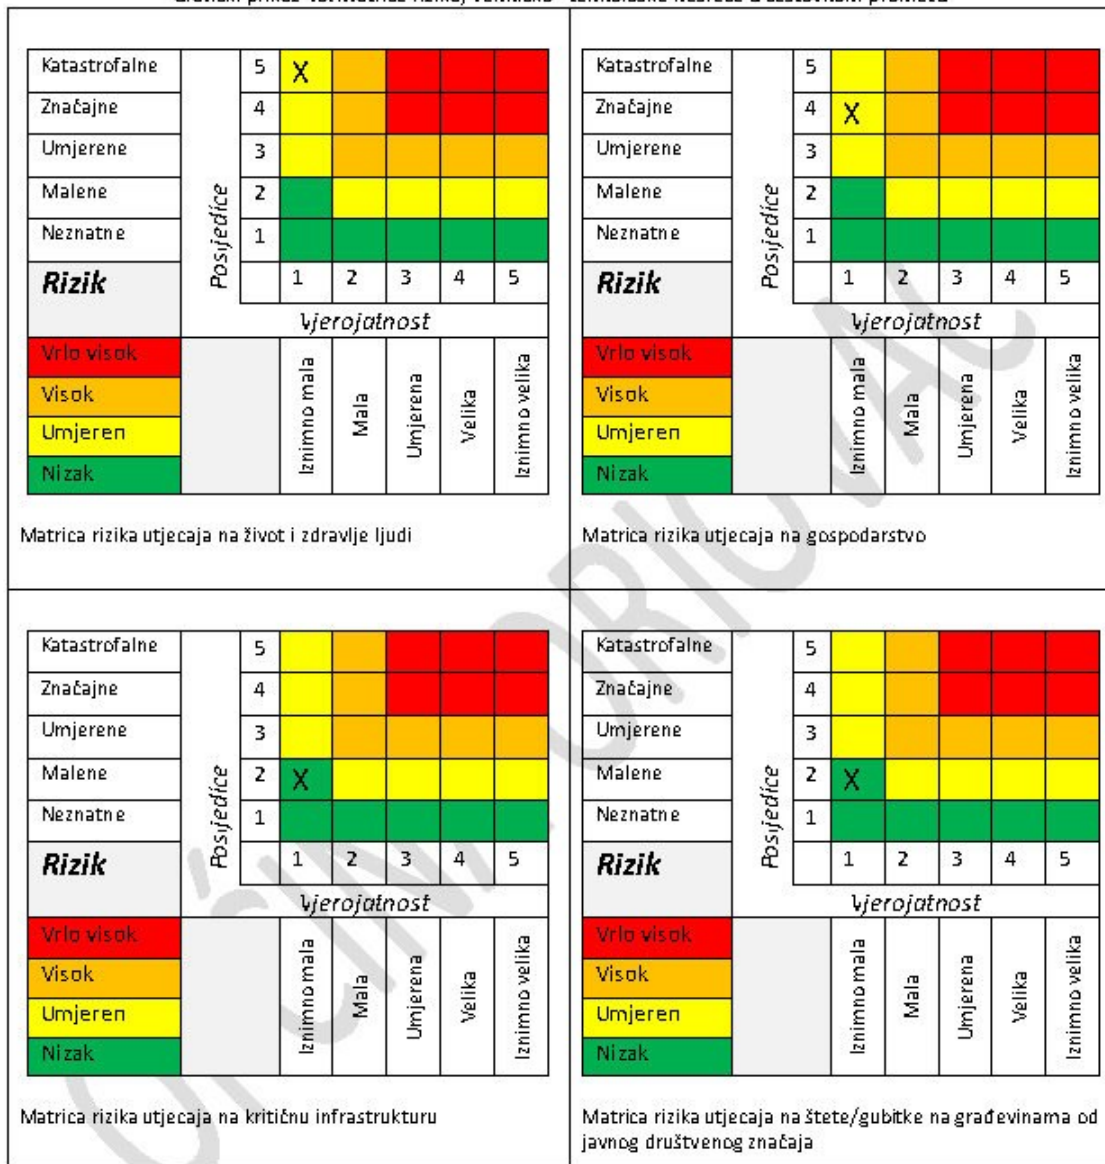 Katastrofalne 5 X
Značajne 4
Umjerene 3
Malene 2
Neznatne 1
Posljedice
Rizik 1 2 3 4 5
Vjerojatnost
Vrlo visok
Visok
Umjeren
Nizak
Iznimno mala
Mala
Umjerena
Velika
Iznimno velika
Matrica rizika utjecaja na život i zdravlje ljudi
Katastrofalne 5
Značajne 4 X
Umjerene 3
Malene 2
Neznatne 1
Posljedice
Rizik 1 2 3 4 5
Vjerojatnost
Vrlo visok
Visok
Umjeren
Nizak
Iznimno mala
Mala
Umjerena
Velika
Iznimno velika
Matrica rizika utjecaja na gospodarstvo
Katastrofalne 5
Značajne 4
Umjerene 3
Malene 2 X
Neznatne 1
Posljedice
Rizik 1 2 3 4 5
Vjerojatnost
Vrlo visok
Visok
Umjeren
Nizak
Iznimno mala
Mala
Umjerena
Velika
Iznimno velika
Matrica rizika utjecaja na kritičnu infrastrukturu
Katastrofalne 5
Značajne 4
Umjerene 3
Malene 2 X
Neznatne 1
Posljedice
Rizik 1 2 3 4 5
Vjerojatnost
Vrlo visok
Visok
Umjeren
Nizak
Iznimno mala
Mala
Umjerena
Velika
Iznimno velika
Matrica rizika utjecaja na štete/gubitke na građevinama od
javnog društvenog značaja
ORIOVAC